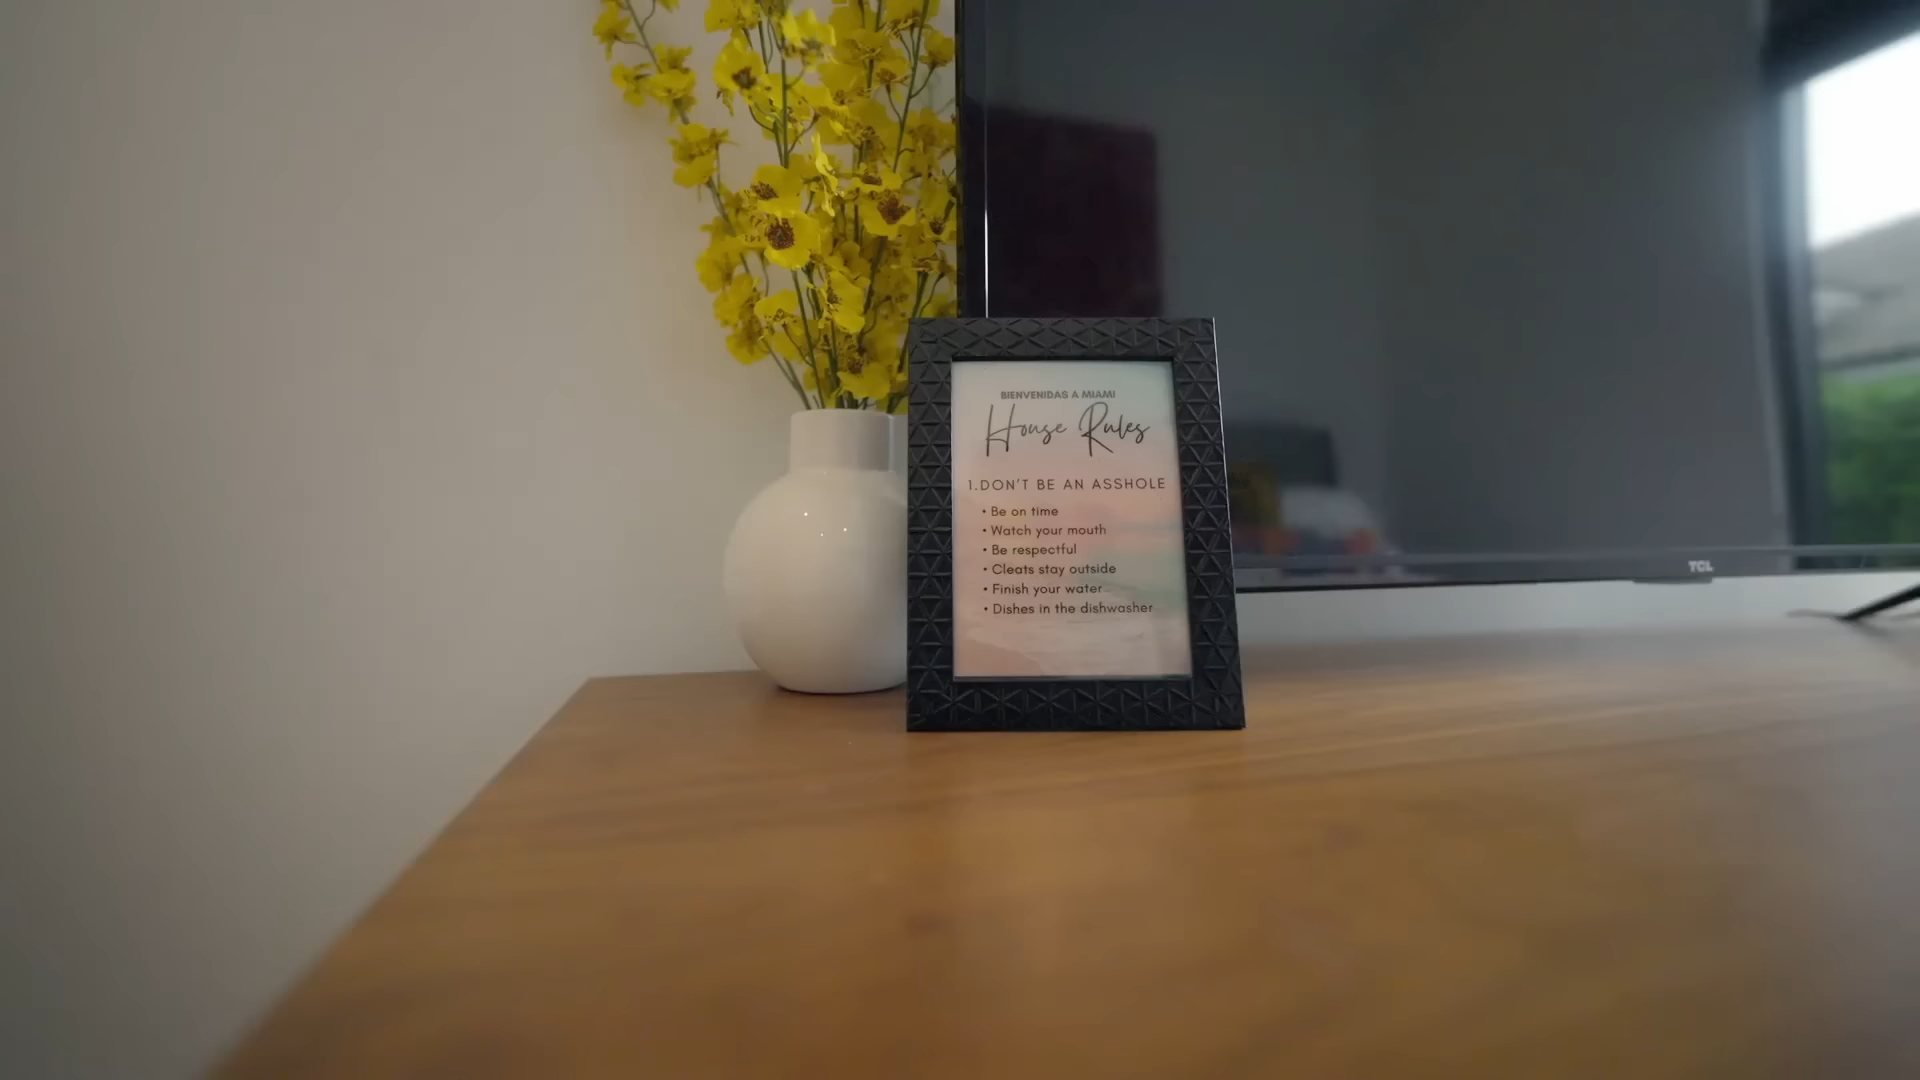 BIENVENIDAS A MIAMI
House Rules
1.DON'T BE AN ASSHOLE
• Be on time
• Watch your mouth
• Be respectful
• Cleats stay outside
• Finish your water
• Dishes in the dishwasher
TCL